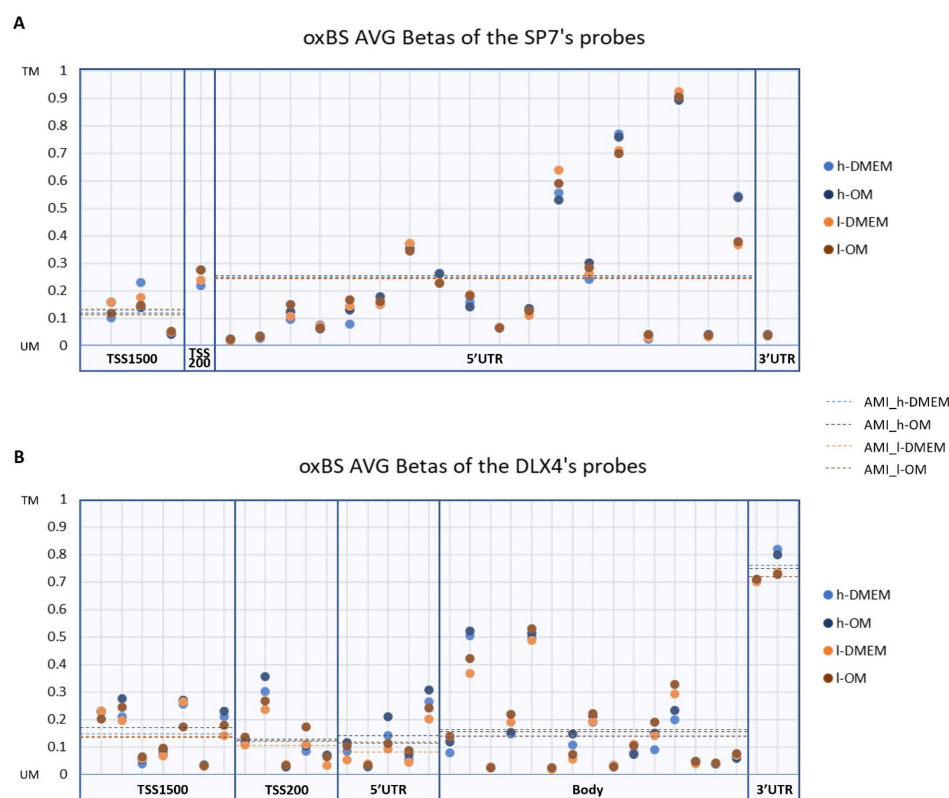 A
oxBS AVG Betas of the SP7's probes
TM
1
0.9
0.8
0.7
0.6
0.5
0.4
0.3
0.2
0.1
UM
0
TSS1500
TSS
200
5'UTR
3'UTR
h-DMEM
h-OM
l-DMEM
l-OM
AMI_h-DMEM
AMI_h-OM
AMI_l-DMEM
AMI_l-OM
B
oxBS AVG Betas of the DLX4's probes
TM
1
0.9
0.8
0.7
0.6
0.5
0.4
0.3
0.2
0.1
UM
0
TSS1500
TSS200
5'UTR
Body
3'UTR
h-DMEM
h-OM
l-DMEM
l-OM